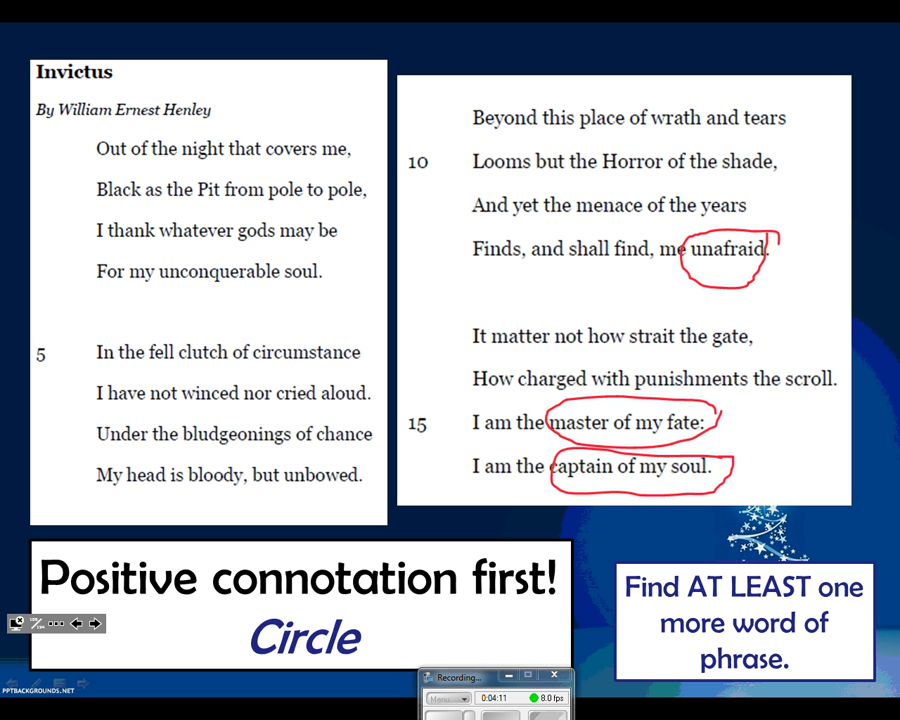 Invictus
By William Ernest Henley
Out of the night that covers me,
Black as the Pit from pole to pole,
I thank whatever gods may be
For my unconquerable soul.
5 In the fell clutch of circumstance
I have not winced nor cried aloud.
Under the bludgeonings of chance
My head is bloody, but unbowed.
Beyond this place of wrath and tears
10 Looms but the Horror of the shade,
And yet the menace of the years
Finds, and shall find, me unafraid.
It matter not how strait the gate,
How charged with punishments the scroll.
15 I am the master of my fate:
I am the captain of my soul.
Positive connotation first!
Circle
Find AT LEAST one
more word of
phrase.
PPTBACKGROUNDS.NET
Recording...
Menu
0:04:11
8.0 fps